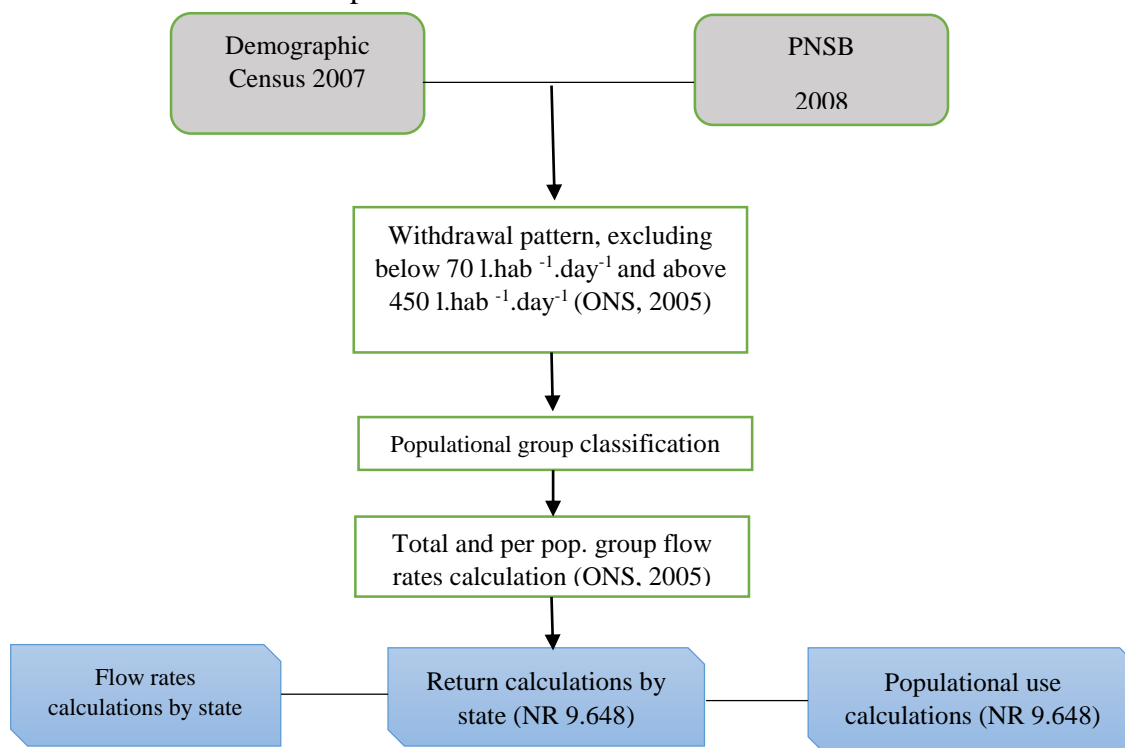 Demographic
Census 2007
PNSB
2008
Withdrawal pattern, excluding
below 70 l.hab ⁻¹.day⁻¹ and above
450 l.hab ⁻¹.day⁻¹ (ONS, 2005)
Populational group classification
Total and per pop. group flow
rates calculation (ONS, 2005)
Flow rates
calculations by state
Return calculations by
state (NR 9.648)
Populational use
calculations (NR 9.648)